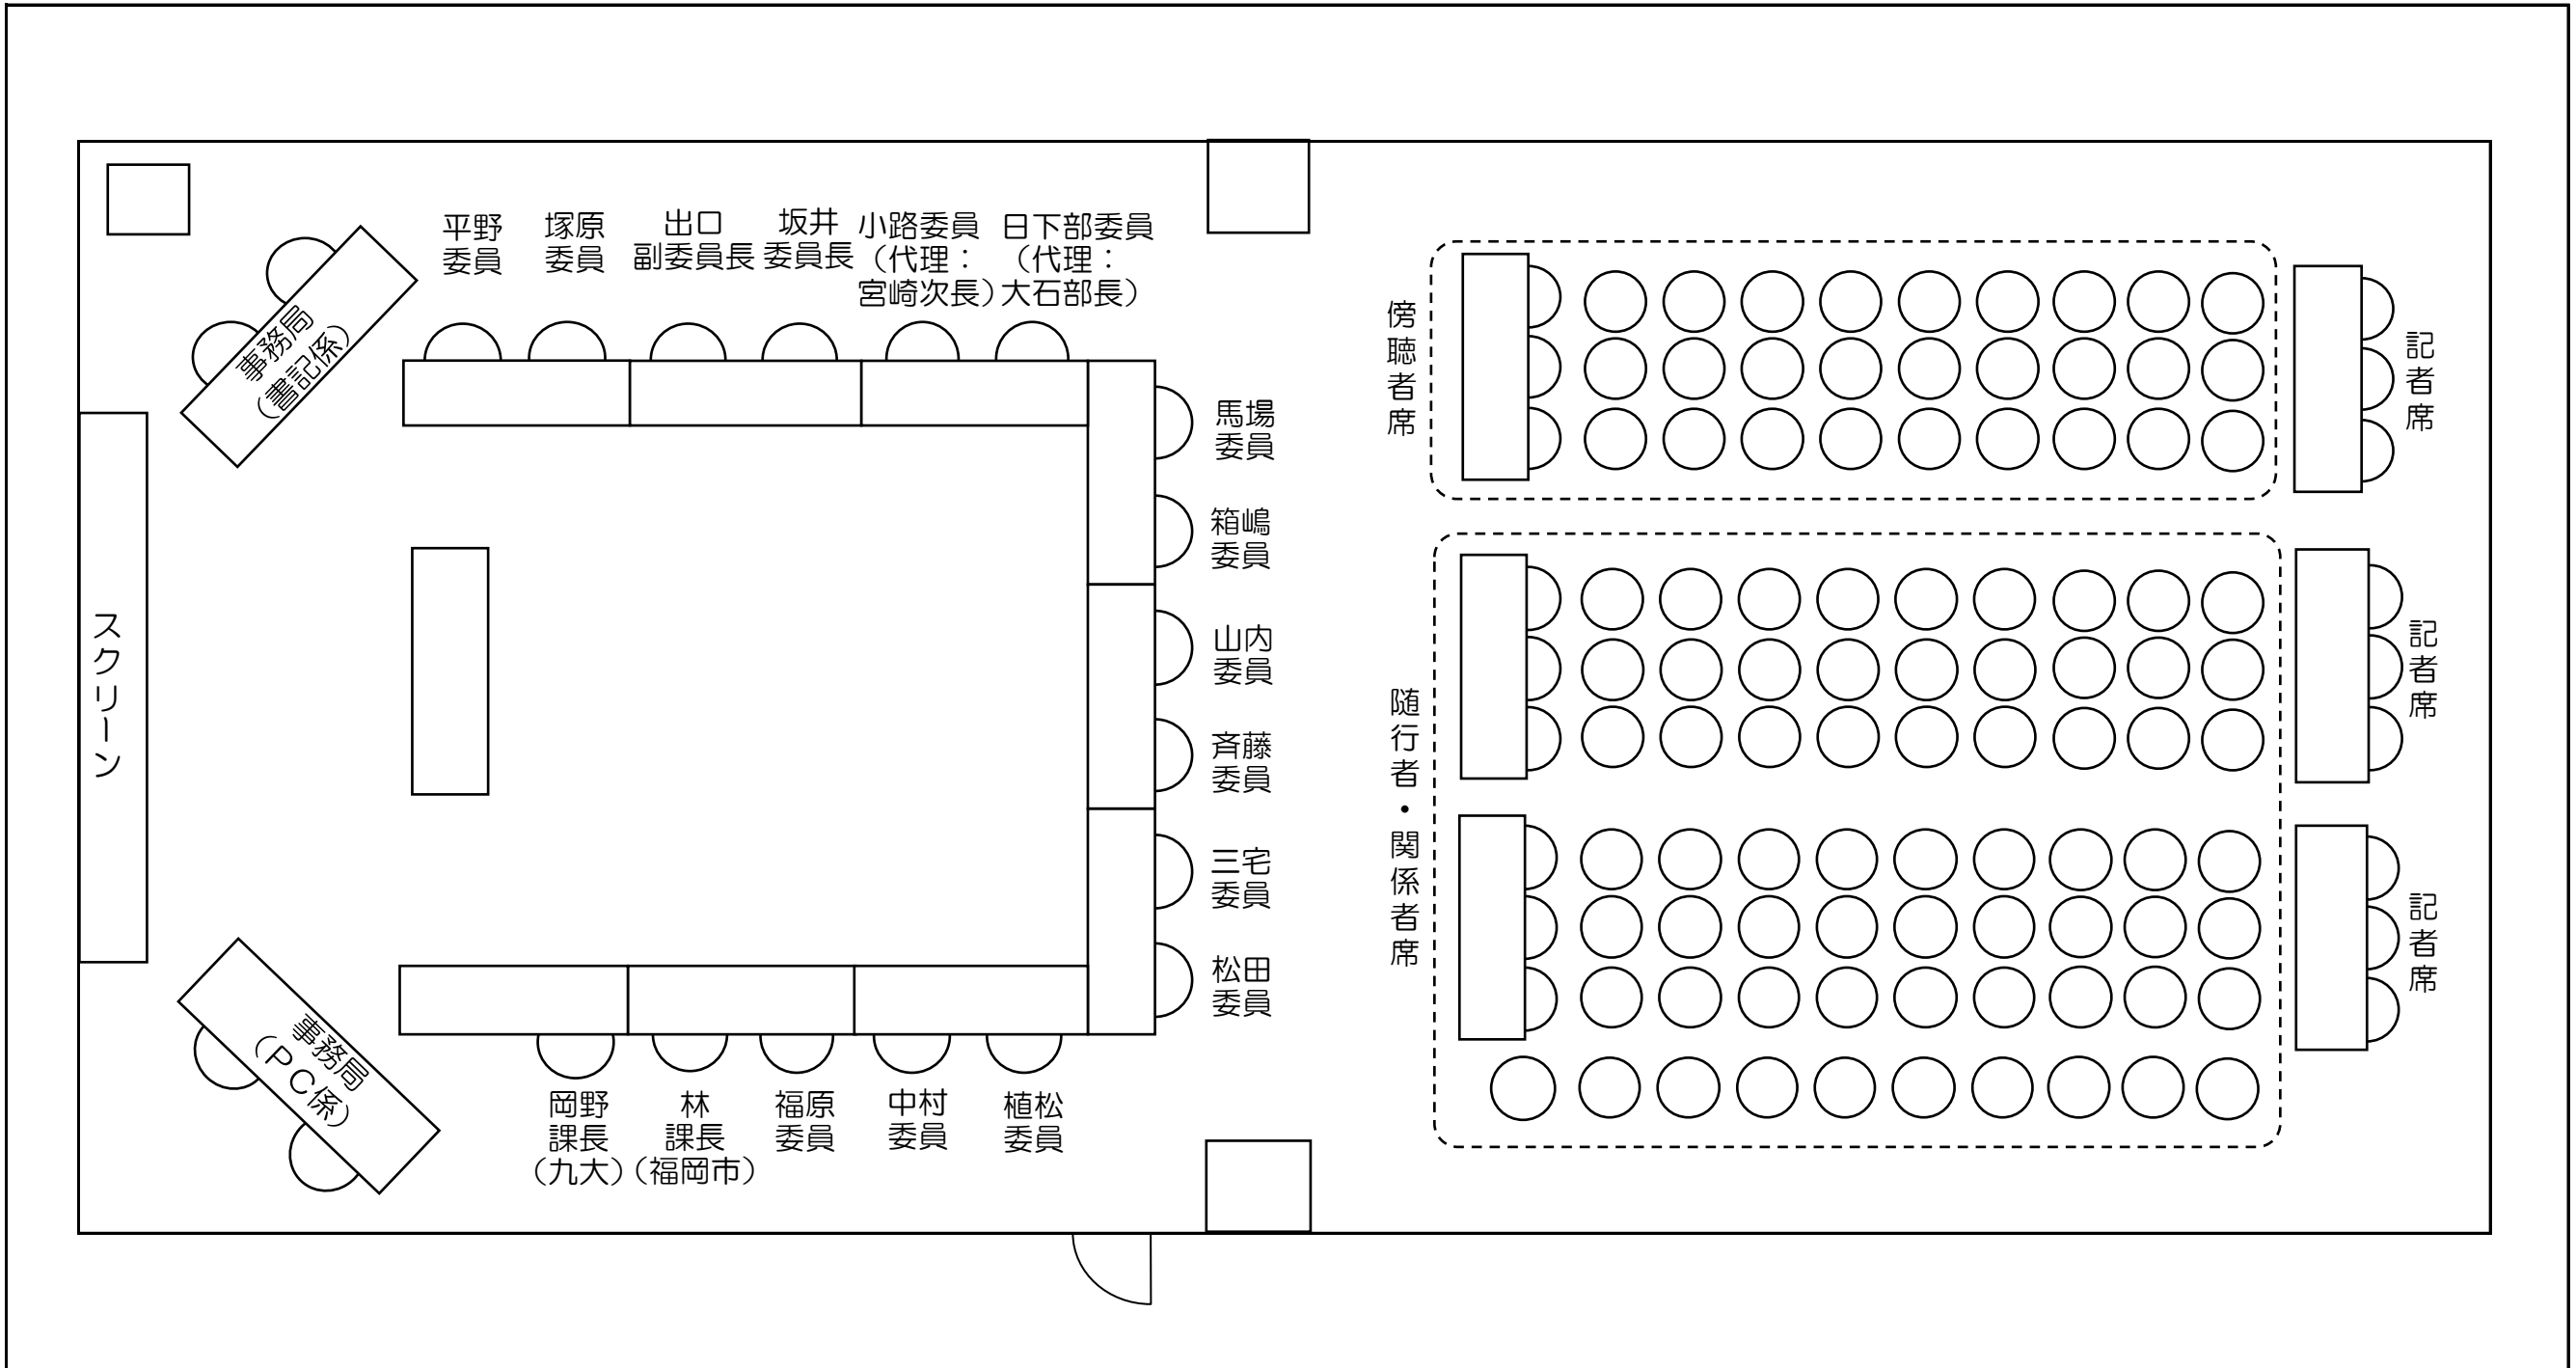 平野
委員
塚原
委員
出口
副委員長
坂井
委員長
小路委員
（代理：
宮崎次長）
日下部委員
（代理：
大石部長）
事務局
（書記係）
スクリーン
馬場
委員
箱嶋
委員
山内
委員
斉藤
委員
三宅
委員
松田
委員
事務局
（ＰＣ係）
岡野
課長
（九大）
林
課長
（福岡市）
福原
委員
中村
委員
植松
委員
傍聴者席
随行者・関係者席
記者席
記者席
記者席